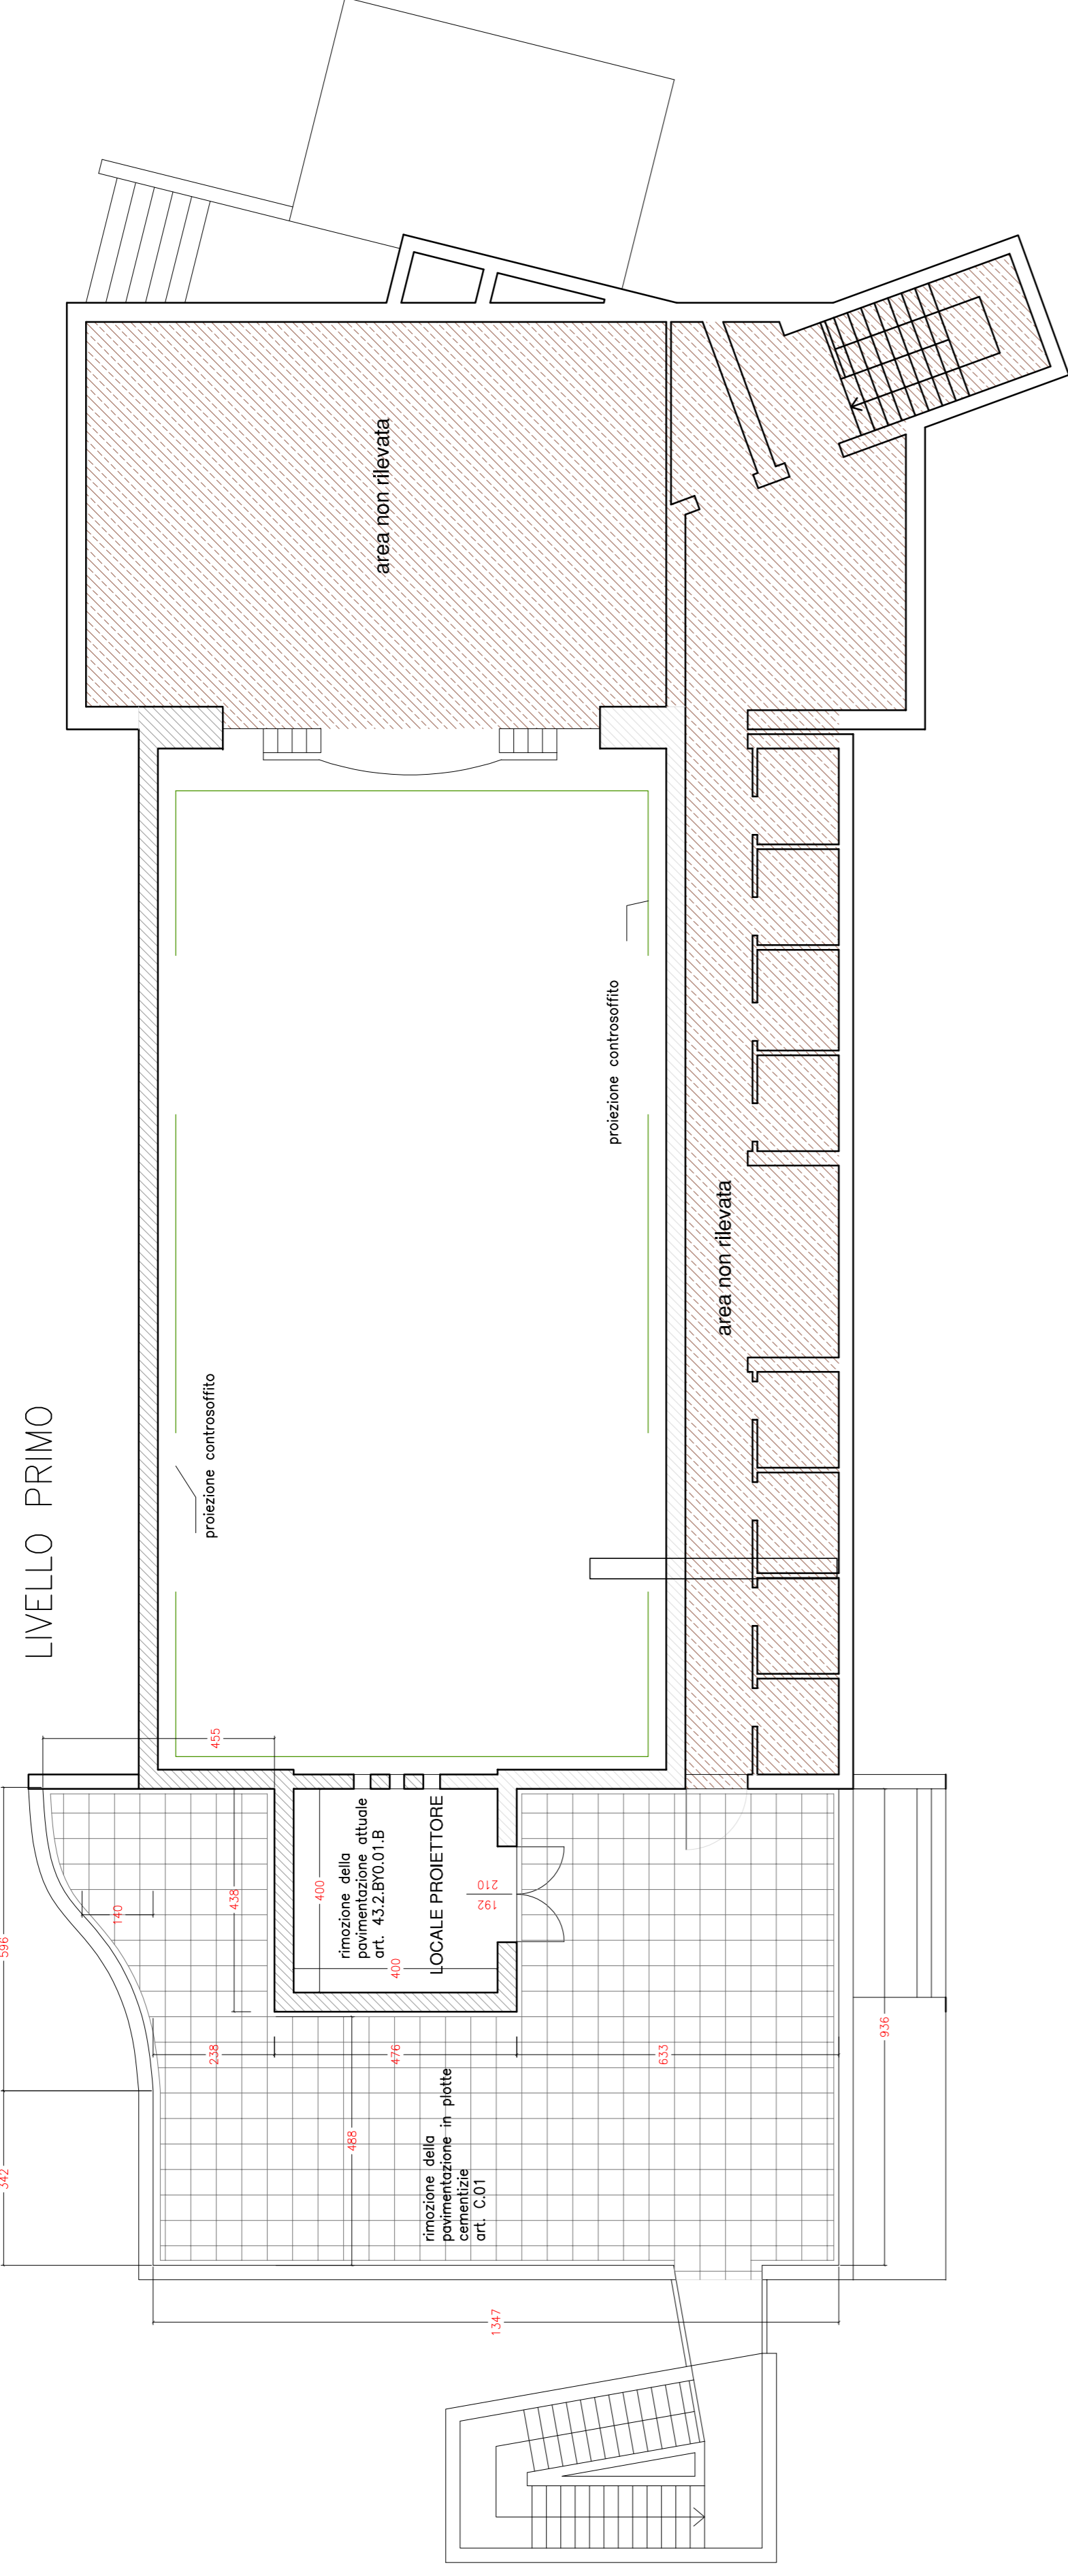 LIVELLO PRIMO
area non rilevata
proiezione controsoffito
proiezione controsoffito
area non rilevata
455
596
342
140
438
400
rimozione della
pavimentazione attuale
art. 43.2.BY0.01.B
LOCALE PROIETTORE
400
192
210
238
476
633
936
488
rimozione della
pavimentazione in plotte
cementizie
art. C.01
1347